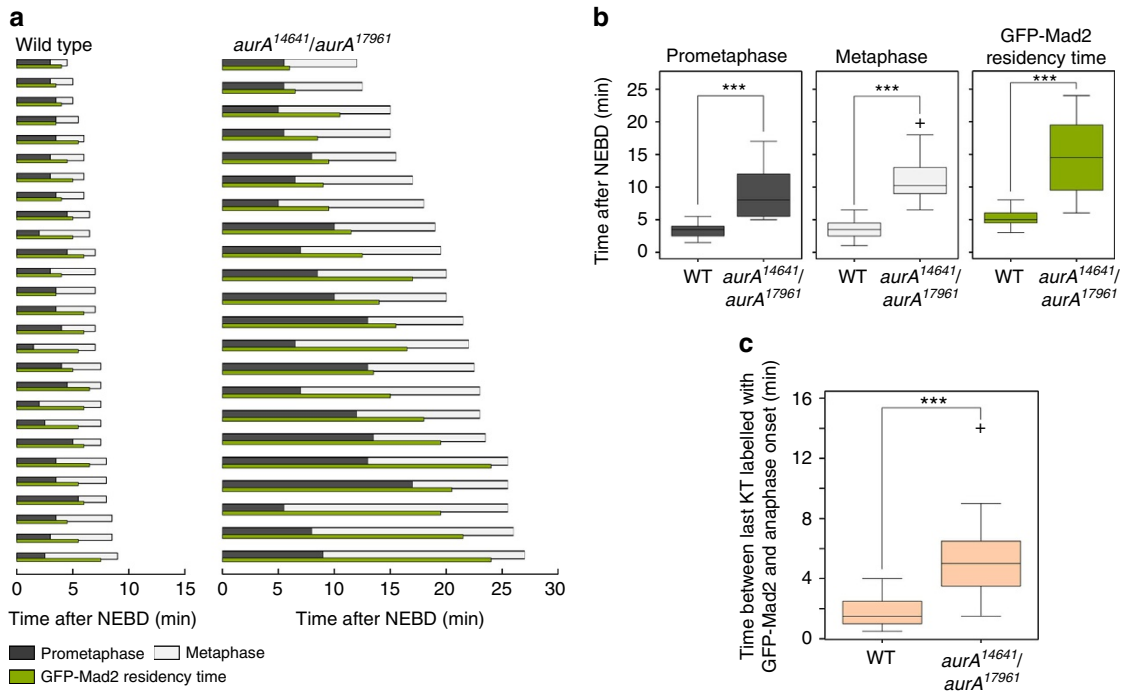 a
Wild type
aurA14641/aurA17961
0 5 10 15
0 5 10 15 20 25 30
Time after NEBD (min)
Time after NEBD (min)
Prometaphase
Metaphase
GFP-Mad2 residency time
b
Prometaphase
Metaphase
GFP-Mad2
residency time
Time after NEBD (min)
25
20
15
10
5
0
***
***
+
***
WT
aurA14641/
aurA17961
WT
aurA14641/
aurA17961
WT
aurA14641/
aurA17961
c
Time between last KT labelled with
GFP-Mad2 and anaphase onset (min)
16
12
8
4
0
***
+
WT
aurA14641/
aurA17961